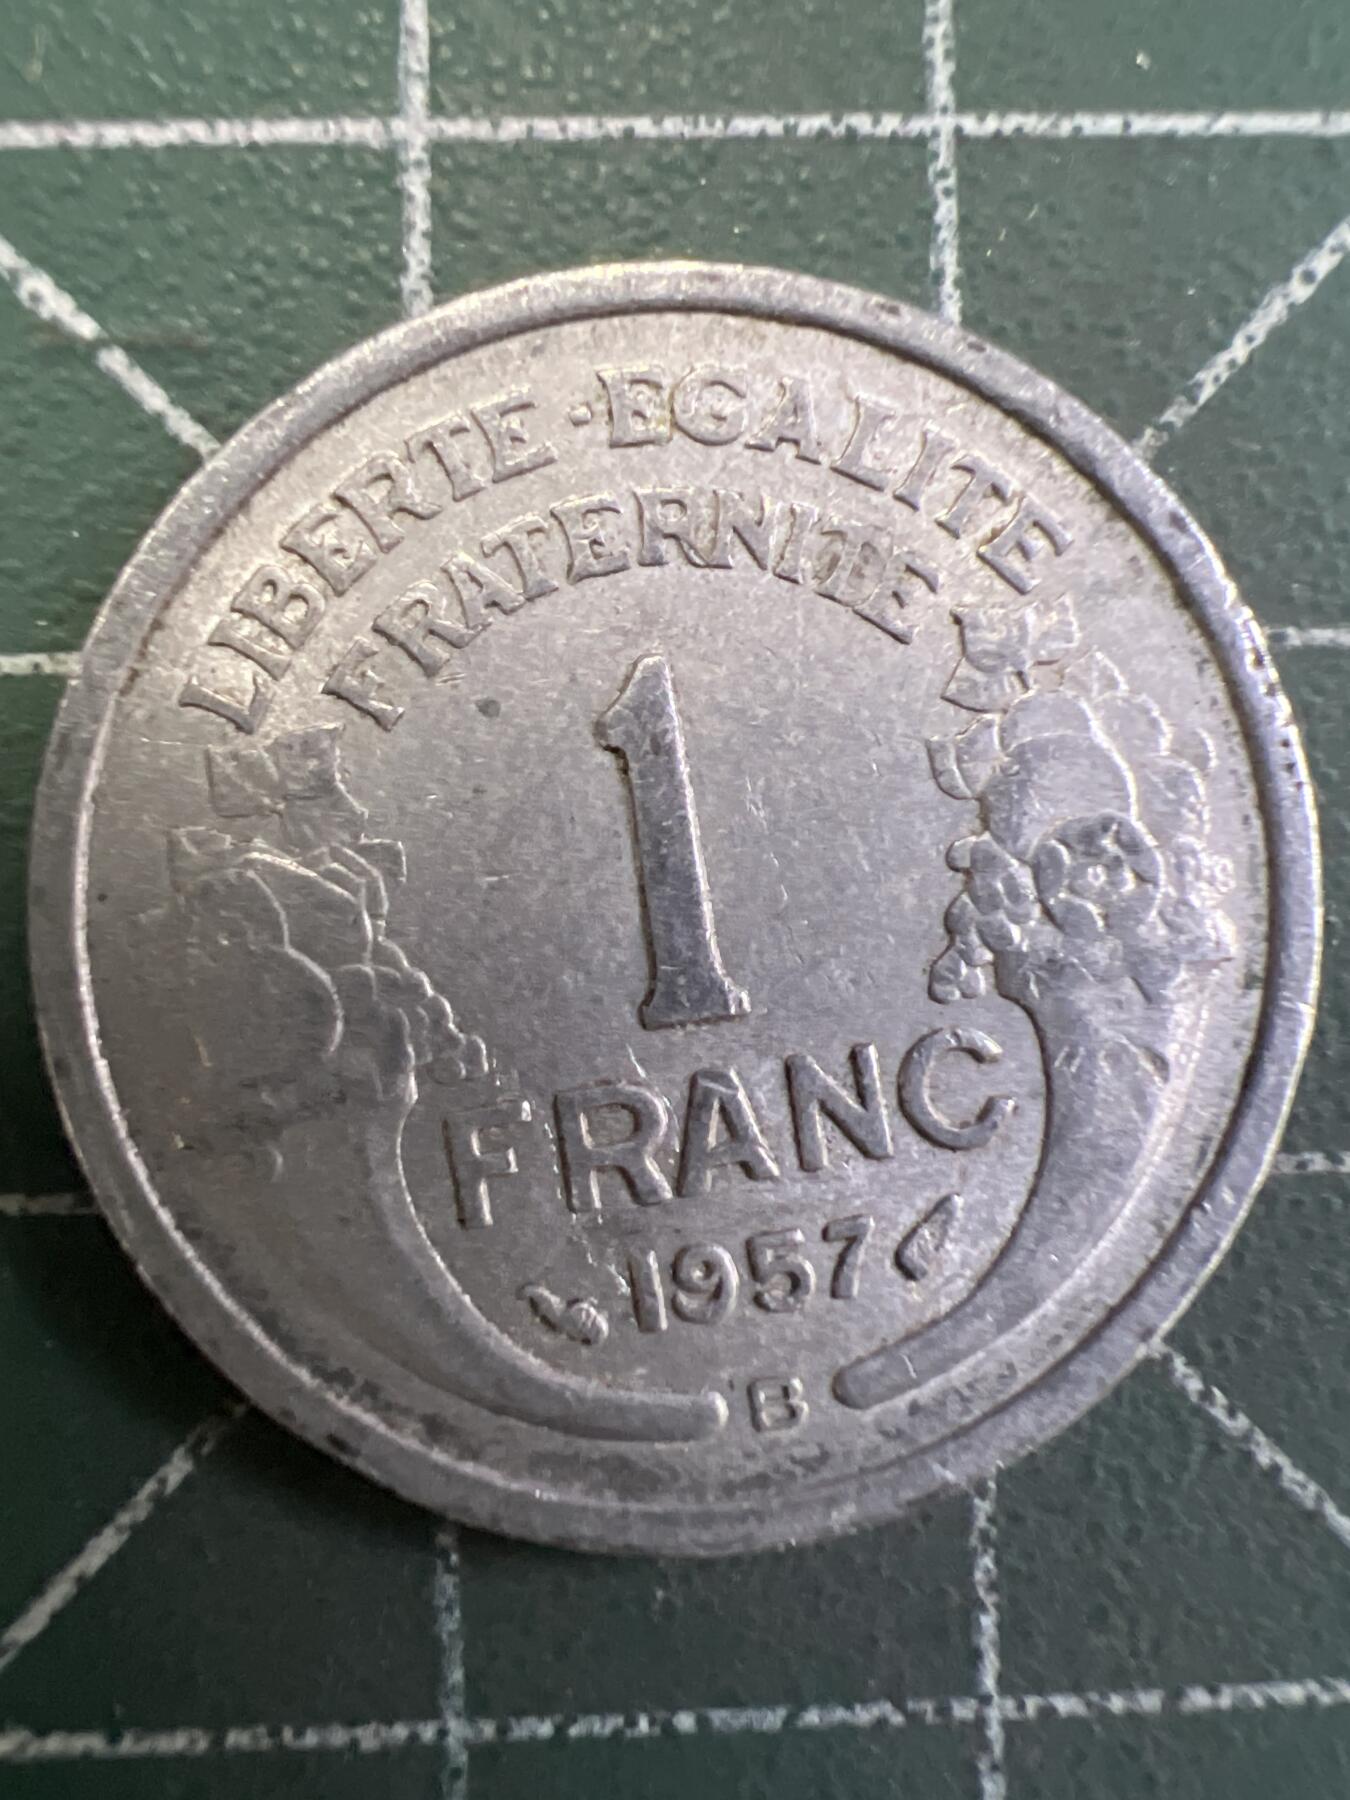 LIBERTE · EGALITE
FRATERNITE
1
FRANC
1957
B